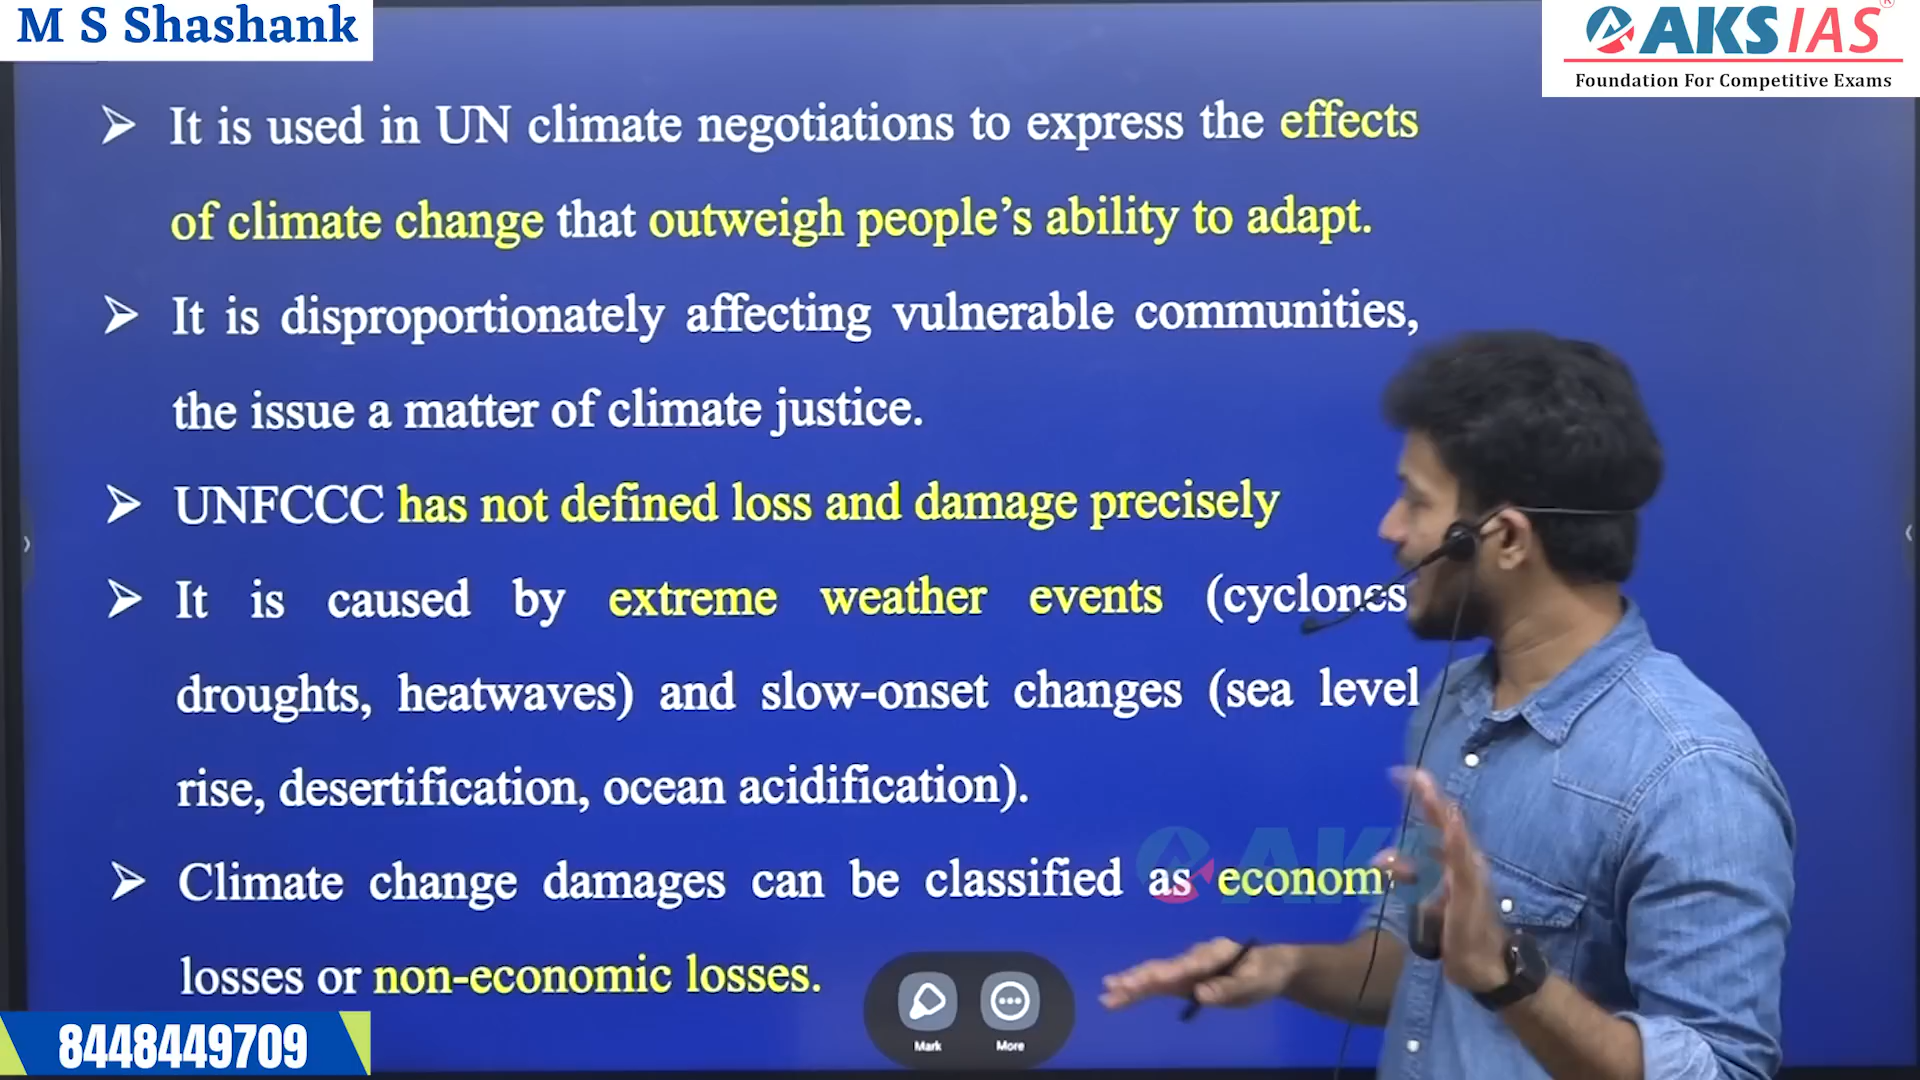 M S Shashank
AKS IAS®
Foundation For Competitive Exams
➢ It is used in UN climate negotiations to express the effects
of climate change that outweigh people’s ability to adapt.
➢ It is disproportionately affecting vulnerable communities,
the issue a matter of climate justice.
➢ UNFCCC has not defined loss and damage precisely
➢ It is caused by extreme weather events (cyclones
droughts, heatwaves) and slow-onset changes (sea level
rise, desertification, ocean acidification).
➢ Climate change damages can be classified as
losses or non-economic losses.
AKS
Mark
More
8448449709